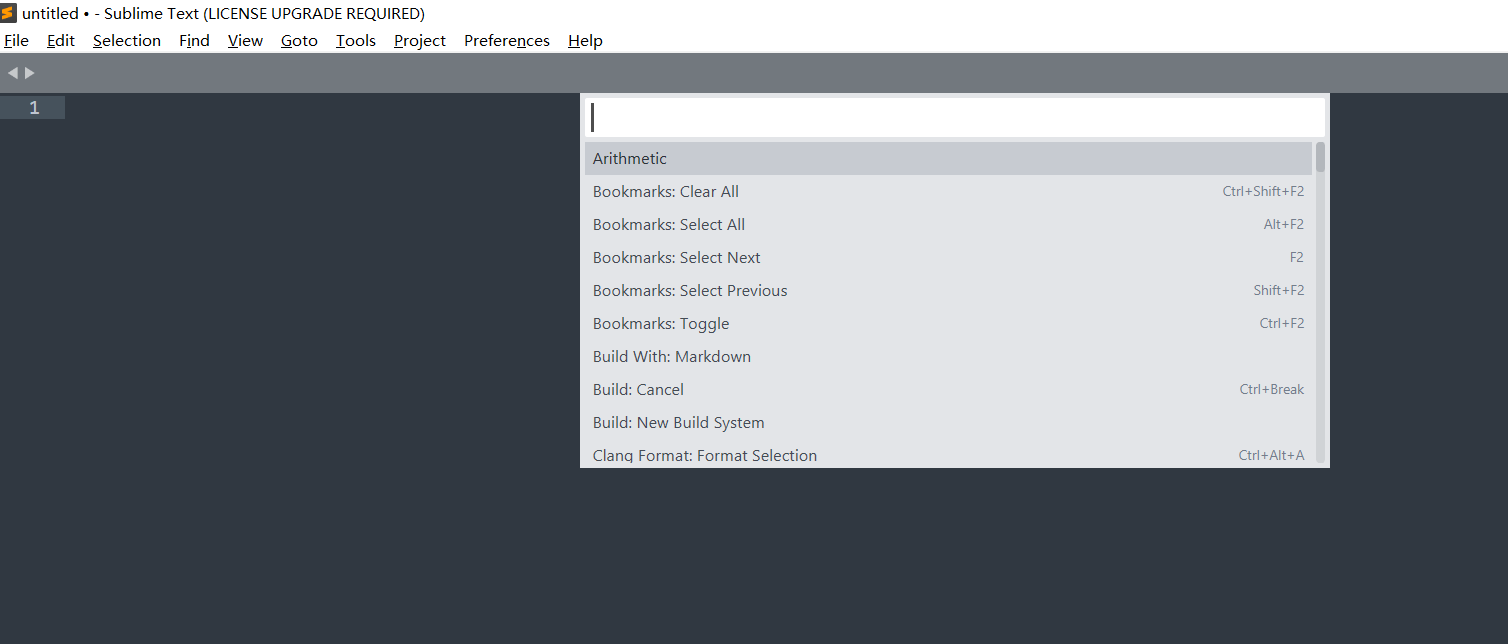 untitled • - Sublime Text (LICENSE UPGRADE REQUIRED)
File Edit Selection Find View Goto Tools Project Preferences Help
1
Arithmetic
Bookmarks: Clear All Ctrl+Shift+F2
Bookmarks: Select All Alt+F2
Bookmarks: Select Next F2
Bookmarks: Select Previous Shift+F2
Bookmarks: Toggle Ctrl+F2
Build With: Markdown
Build: Cancel Ctrl+Break
Build: New Build System
Clang Format: Format Selection Ctrl+Alt+A